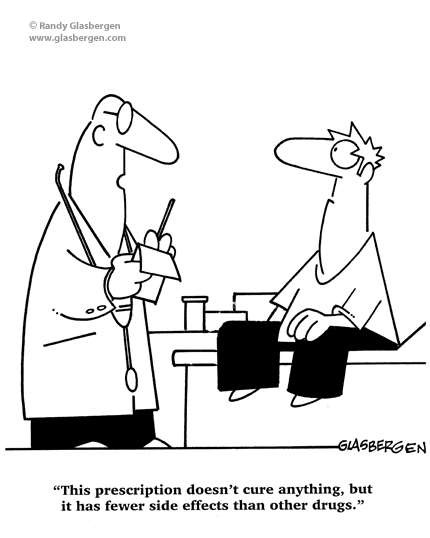 © Randy Glasbergen
www.glasbergen.com
GLASBERGEN
“This prescription doesn’t cure anything, but
it has fewer side effects than other drugs.”